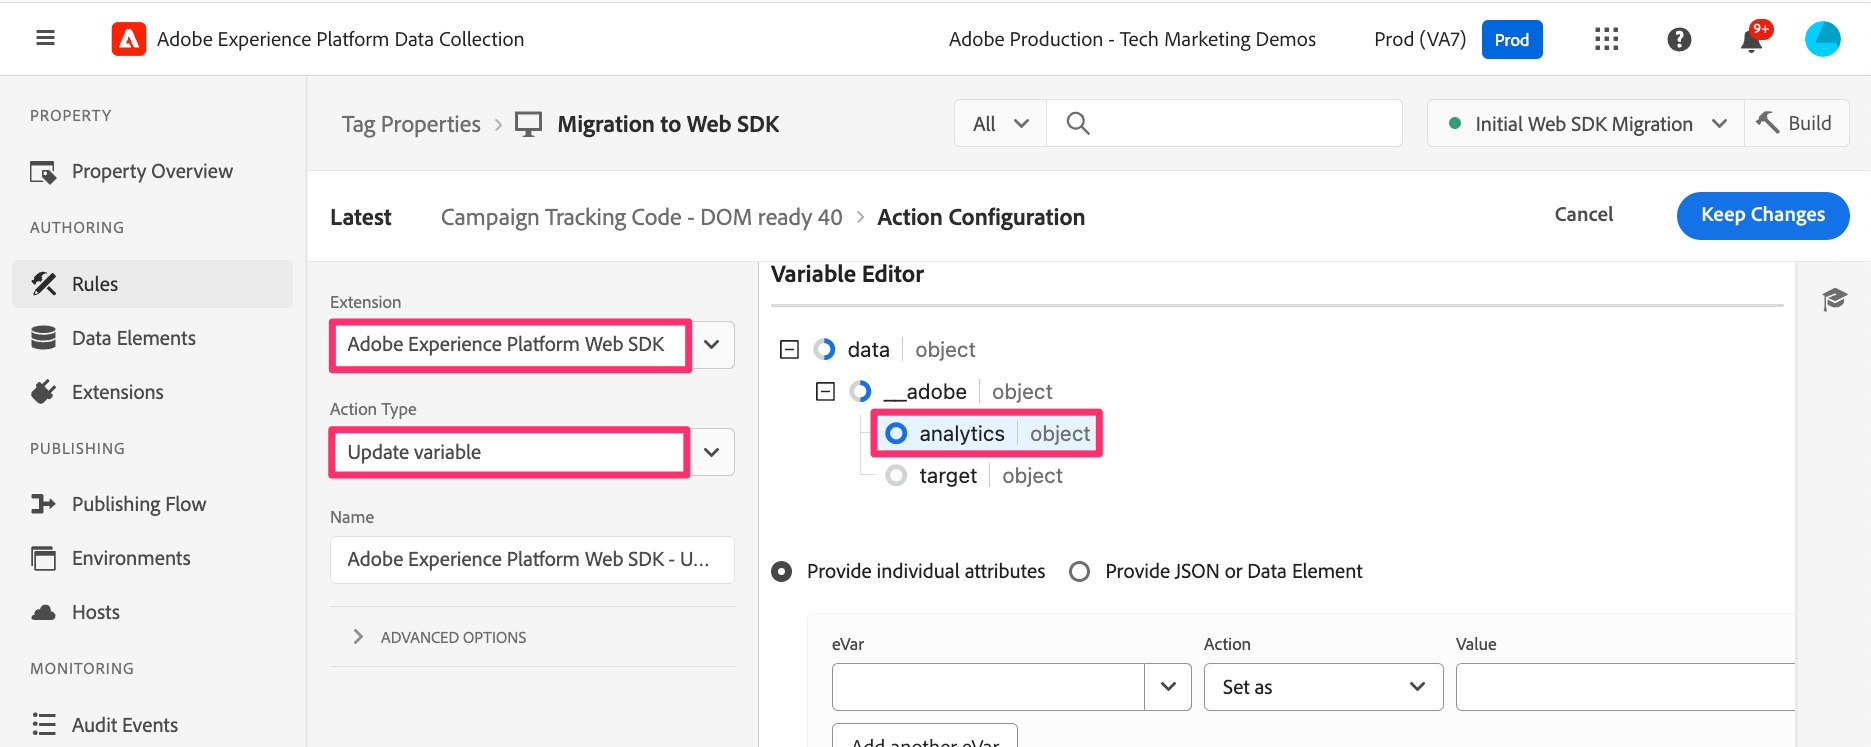 Adobe Experience Platform Data Collection
Adobe Production - Tech Marketing Demos
Prod (VA7)
Prod
9+
PROPERTY
Property Overview
AUTHORING
Rules
Data Elements
Extensions
PUBLISHING
Publishing Flow
Environments
Hosts
MONITORING
Audit Events
Tag Properties > Migration to Web SDK
All
Initial Web SDK Migration
Build
Latest
Campaign Tracking Code - DOM ready 40 > Action Configuration
Cancel
Keep Changes
Extension
Adobe Experience Platform Web SDK
Action Type
Update variable
Name
Adobe Experience Platform Web SDK - U...
ADVANCED OPTIONS
Variable Editor
data object
__adobe object
analytics object
target object
Provide individual attributes
Provide JSON or Data Element
eVar
Action
Value
Set as
Add another eVar